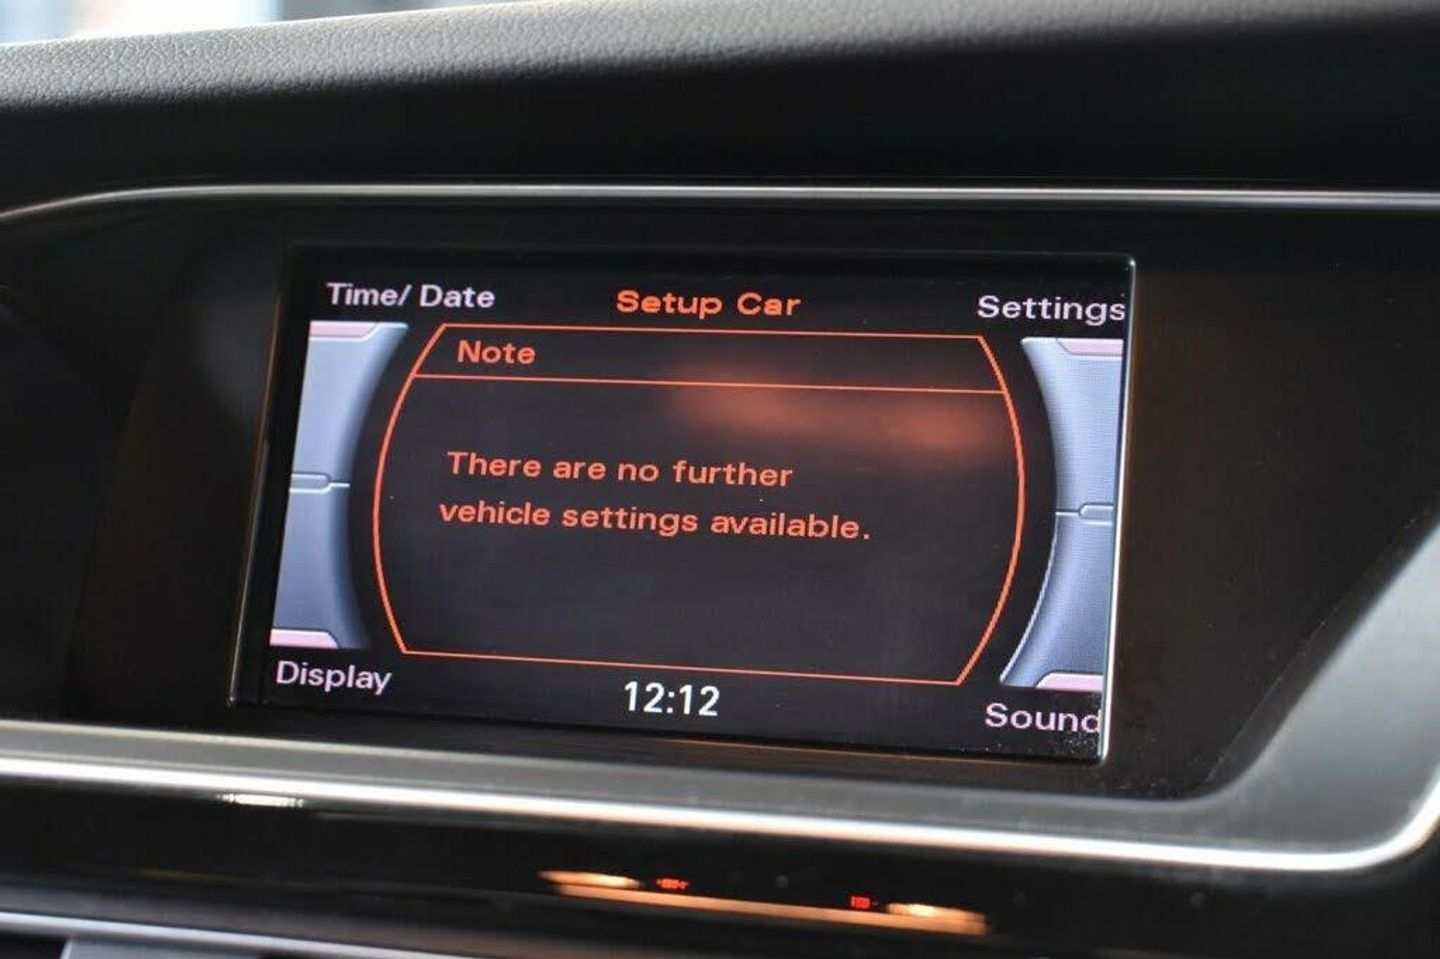 Time/ Date
Setup Car
Settings
Note
There are no further
vehicle settings available.
Display
12:12
Sound